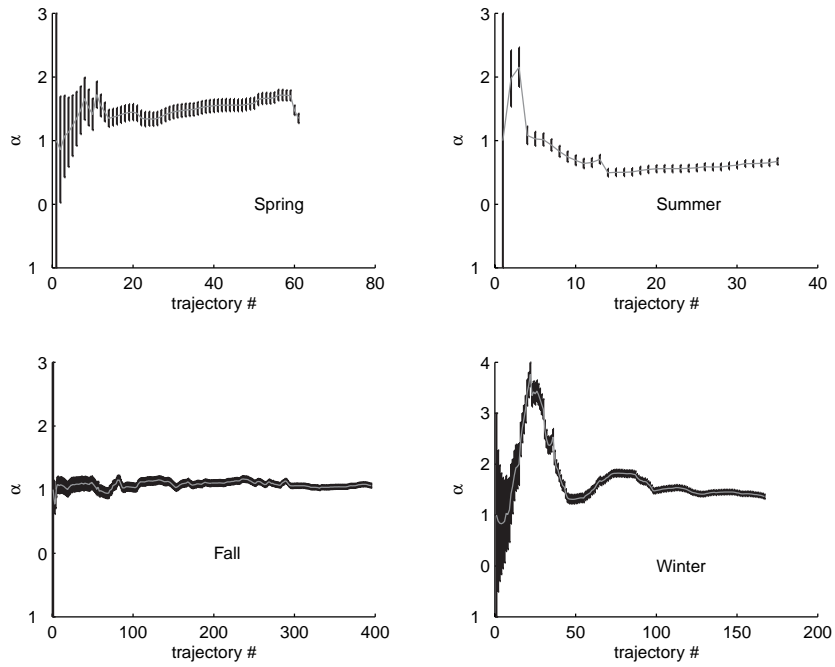 3
2
1
0
1
α
Spring
0 20 40 60 80
trajectory #
3
2
1
0
1
α
Summer
0 10 20 30 40
trajectory #
3
2
1
0
1
α
Fall
0 100 200 300 400
trajectory #
4
3
2
1
0
1
α
Winter
0 50 100 150 200
trajectory #